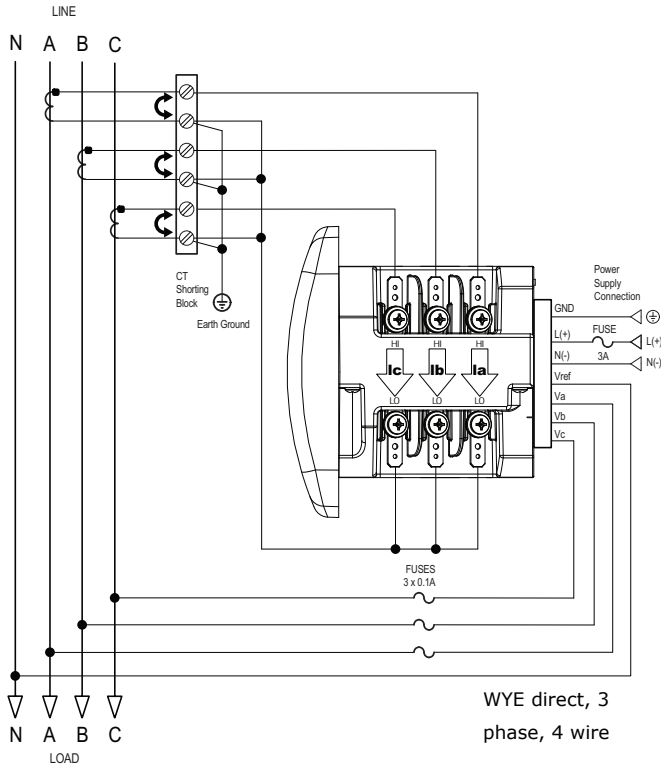 LINE
N A B C
CT
Shorting
Block
Earth Ground
Power
Supply
Connection
GND
L(+) FUSE L(+)
N(-) 3A N(-)
Vref
Va
Vb
Vc
HI HI HI
Ic Ib Ia
LO LO LO
FUSES
3 x 0.1A
WYE direct, 3
phase, 4 wire
N A B C
LOAD